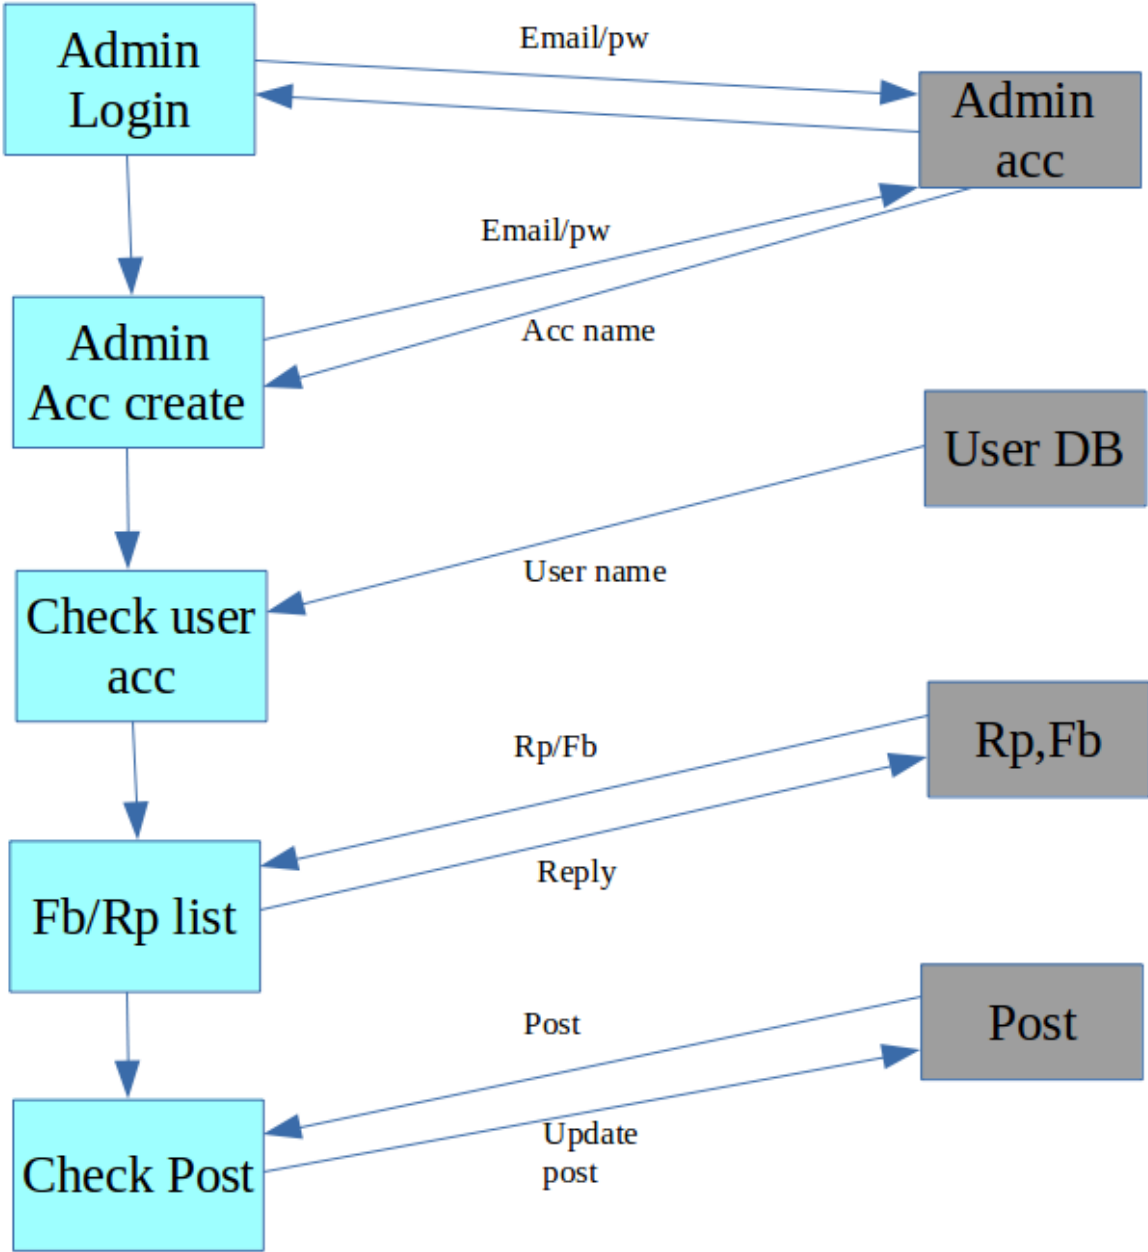 Admin
Login
Email/pw
Admin
acc
Email/pw
Admin
Acc create
Acc name
User DB
User name
Check user
acc
Rp/Fb
Rp,Fb
Reply
Fb/Rp list
Post
Post
Update
post
Check Post